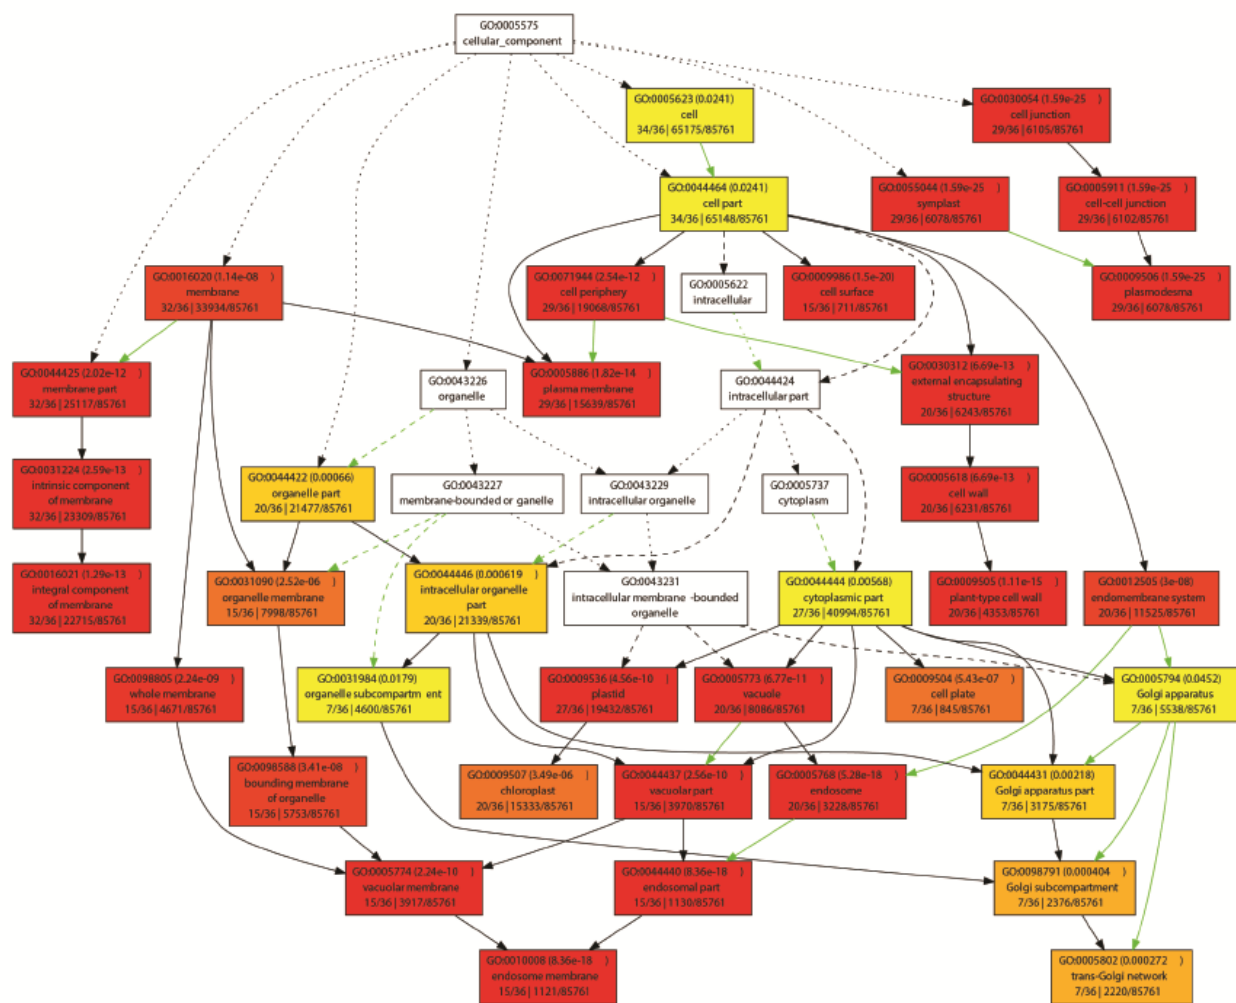 GO:0005575
cellular_component
GO:0005623 (0.0241)
cell
34/36 | 65175/85761
GO:0030054 (1.59e-25 )
cell junction
29/36 | 6105/85761
GO:0044464 (0.0241)
cell part
34/36 | 65148/85761
GO:0055044 (1.59e-25 )
symplast
29/36 | 6078/85761
GO:0005911 (1.59e-25 )
cell-cell junction
29/36 | 6102/85761
GO:0016020 (1.14e-08 )
membrane
32/36 | 33934/85761
GO:0071944 (2.54e-12 )
cell periphery
29/36 | 19068/85761
GO:0005622
intracellular
GO:0009986 (1.5e-20)
cell surface
15/36 | 711/85761
GO:0009506 (1.59e-25 )
plasmodesma
29/36 | 6078/85761
GO:0044425 (2.02e-12 )
membrane part
32/36 | 25117/85761
GO:0043226
organelle
GO:0005886 (1.82e-14 )
plasma membrane
29/36 | 15639/85761
GO:0044424
intracellular part
GO:0030312 (6.69e-13 )
external encapsulating
structure
20/36 | 6243/85761
GO:0031224 (2.59e-13 )
intrinsic component
of membrane
32/36 | 23309/85761
GO:0044422 (0.00066)
organelle part
20/36 | 21477/85761
GO:0043227
membrane-bounded or ganelle
GO:0043229
intracellular organelle
GO:0005737
cytoplasm
GO:0005618 (6.69e-13 )
cell wall
20/36 | 6231/85761
GO:0016021 (1.29e-13 )
integral component
of membrane
32/36 | 22715/85761
GO:0031090 (2.52e-06 )
organelle membrane
15/36 | 7998/85761
GO:0044446 (0.000619 )
intracellular organelle
part
20/36 | 21339/85761
GO:0043231
intracellular membrane -bounded
organelle
GO:0044444 (0.00568)
cytoplasmic part
27/36 | 40994/85761
GO:0009505 (1.11e-15 )
plant-type cell wall
20/36 | 4353/85761
GO:0012505 (3e-08)
endomembrane system
20/36 | 11525/85761
GO:0098805 (2.24e-09 )
whole membrane
15/36 | 4671/85761
GO:0031984 (0.0179)
organelle subcompartm ent
7/36 | 4600/85761
GO:0009536 (4.56e-10 )
plastid
27/36 | 19432/85761
GO:0005773 (6.77e-11 )
vacuole
20/36 | 8086/85761
GO:0009504 (5.43e-07 )
cell plate
7/36 | 845/85761
GO:0005794 (0.0452)
Golgi apparatus
7/36 | 5538/85761
GO:0098588 (3.41e-08 )
bounding membrane
of organelle
15/36 | 5753/85761
GO:0009507 (3.49e-06 )
chloroplast
20/36 | 15333/85761
GO:0044437 (2.56e-10 )
vacuolar part
15/36 | 3970/85761
GO:0005768 (5.28e-18 )
endosome
20/36 | 3228/85761
GO:0044431 (0.00218)
Golgi apparatus part
7/36 | 3175/85761
GO:0005774 (2.24e-10 )
vacuolar membrane
15/36 | 3917/85761
GO:0044440 (8.36e-18 )
endosomal part
15/36 | 1130/85761
GO:0098791 (0.000404 )
Golgi subcompartment
7/36 | 2376/85761
GO:0010008 (8.36e-18 )
endosome membrane
15/36 | 1121/85761
GO:0005802 (0.000272 )
trans-Golgi network
7/36 | 2220/85761